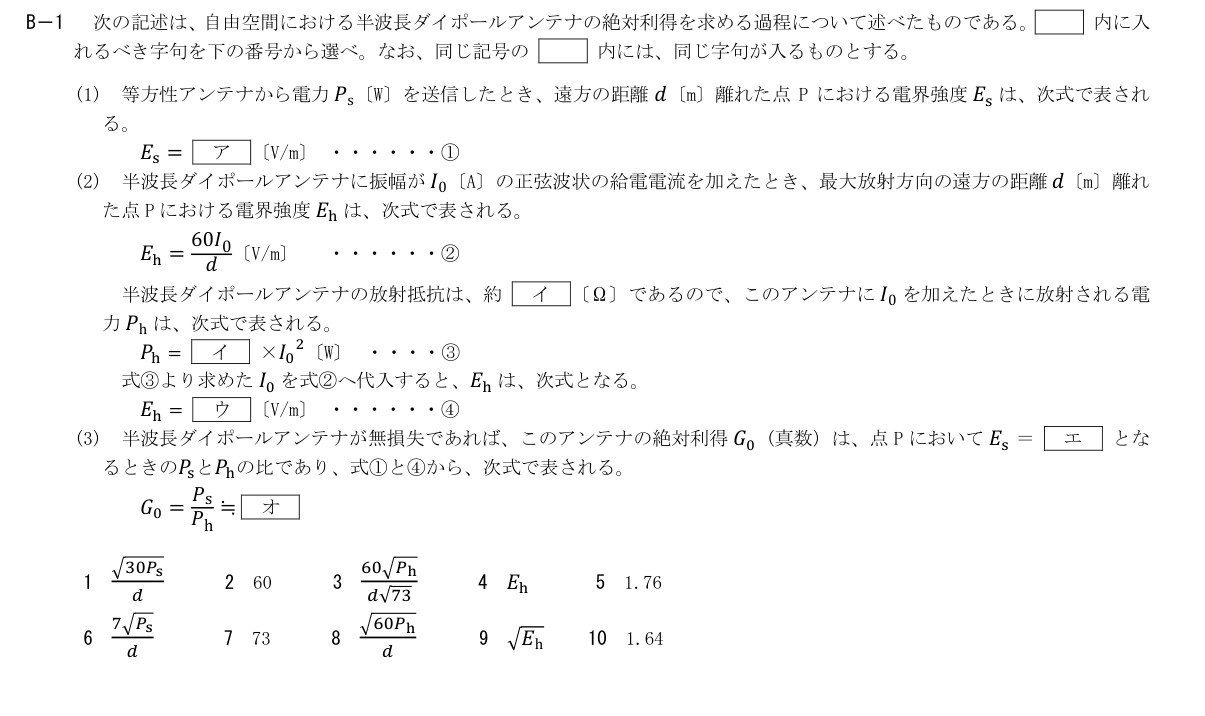 B-1 次の記述は、自由空間における半波長ダイポールアンテナの絶対利得を求める過程について述べたものである。□内に入
れるべき字句を下の番号から選べ。なお、同じ記号の□内には、同じ字句が入るものとする。
(1) 等方性アンテナから電力 Ps〔W〕を送信したとき、遠方の距離 d〔m〕離れた点 P における電界強度 Es は、次式で表され
る。
Es = ア〔V/m〕 ・・・・・・①
(2) 半波長ダイポールアンテナに振幅が I0〔A〕の正弦波状の給電電流を加えたとき、最大放射方向の遠方の距離 d〔m〕離れ
た点 P における電界強度 Eh は、次式で表される。
Eh = 60I0/d〔V/m〕 ・・・・・・②
半波長ダイポールアンテナの放射抵抗は、約 イ〔Ω〕であるので、このアンテナに I0 を加えたときに放射される電
力 Ph は、次式で表される。
Ph = イ ×I0²〔W〕 ・・・・③
式③より求めた I0 を式②へ代入すると、Eh は、次式となる。
Eh = ウ〔V/m〕 ・・・・・・④
(3) 半波長ダイポールアンテナが無損失であれば、このアンテナの絶対利得 G0（真数）は、点 P において Es = エ とな
るときのPsとPhの比であり、式①と④から、次式で表される。
G0 = Ps/Ph ≒ オ
1 √30Ps/d 2 60 3 60√Ph/d√73 4 Eh 5 1.76
6 7√Ps/d 7 73 8 √60Ph/d 9 √Eh 10 1.64